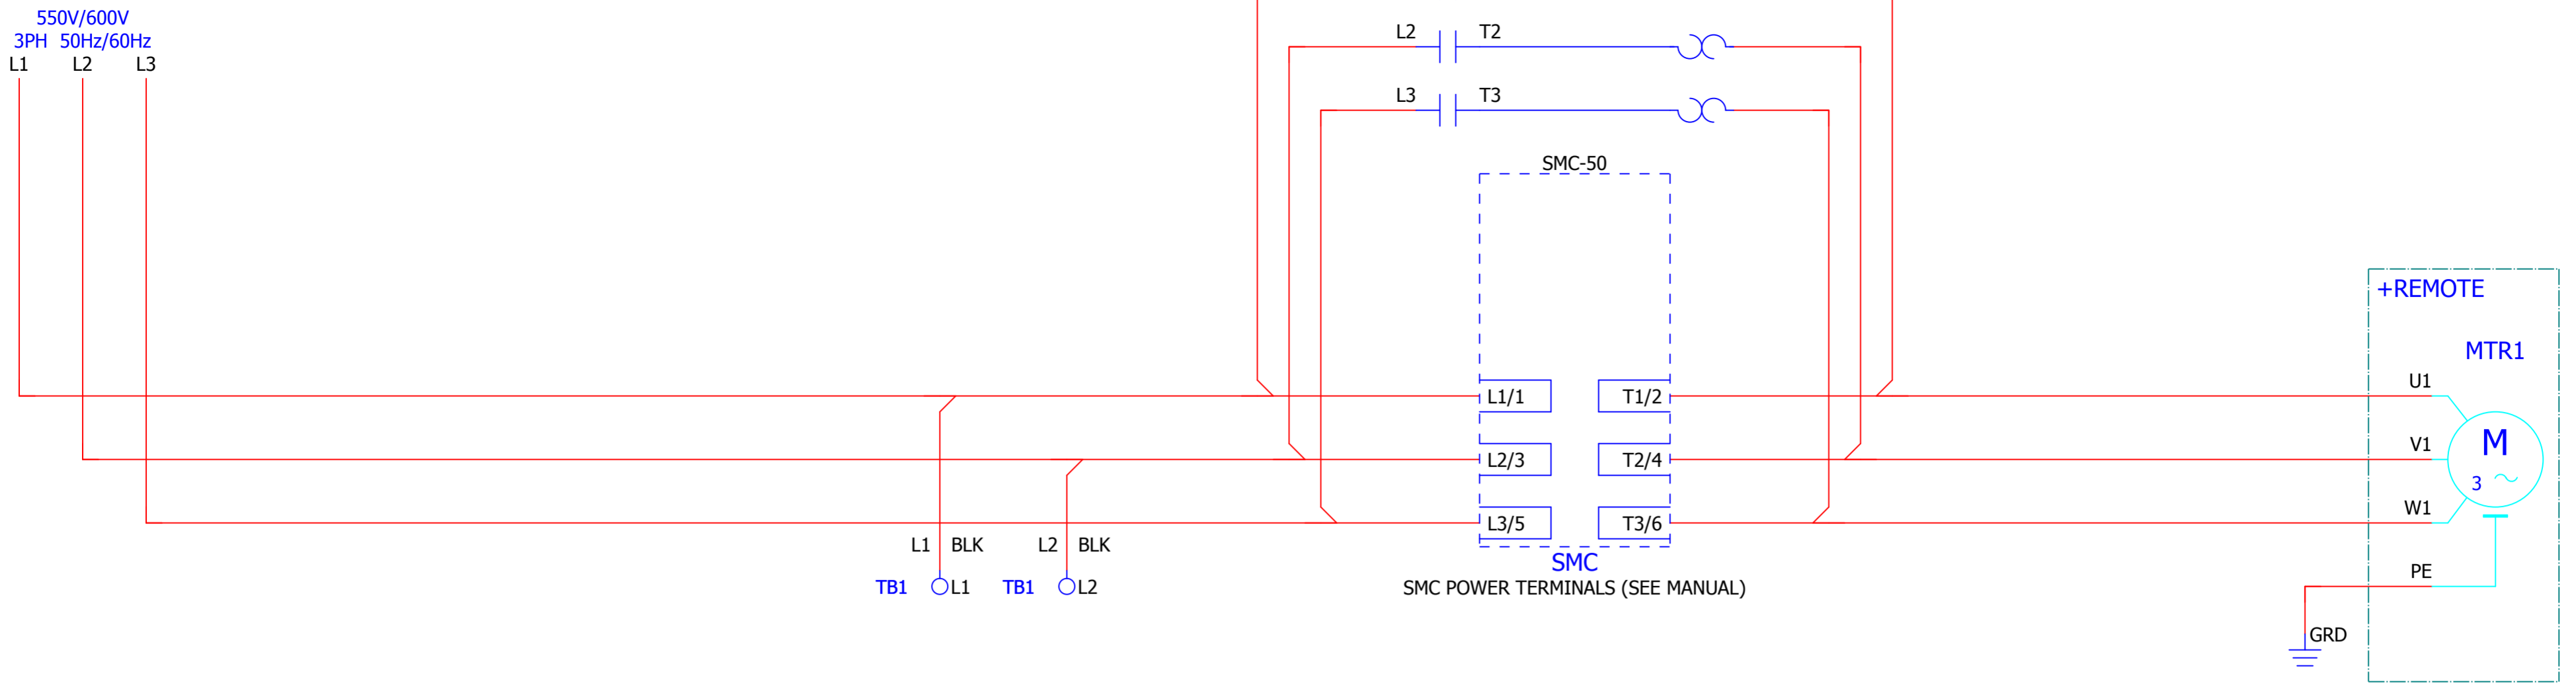 550V/600V
3PH 50Hz/60Hz
L1 L2 L3
L2 T2
L3 T3
SMC-50
+REMOTE
MTR1
U1
L1/1 T1/2
V1
M
L2/3 T2/4
3
W1
L3/5 T3/6
L1 BLK L2 BLK
SMC
PE
TB1 L1 TB1 L2
SMC POWER TERMINALS (SEE MANUAL)
GRD